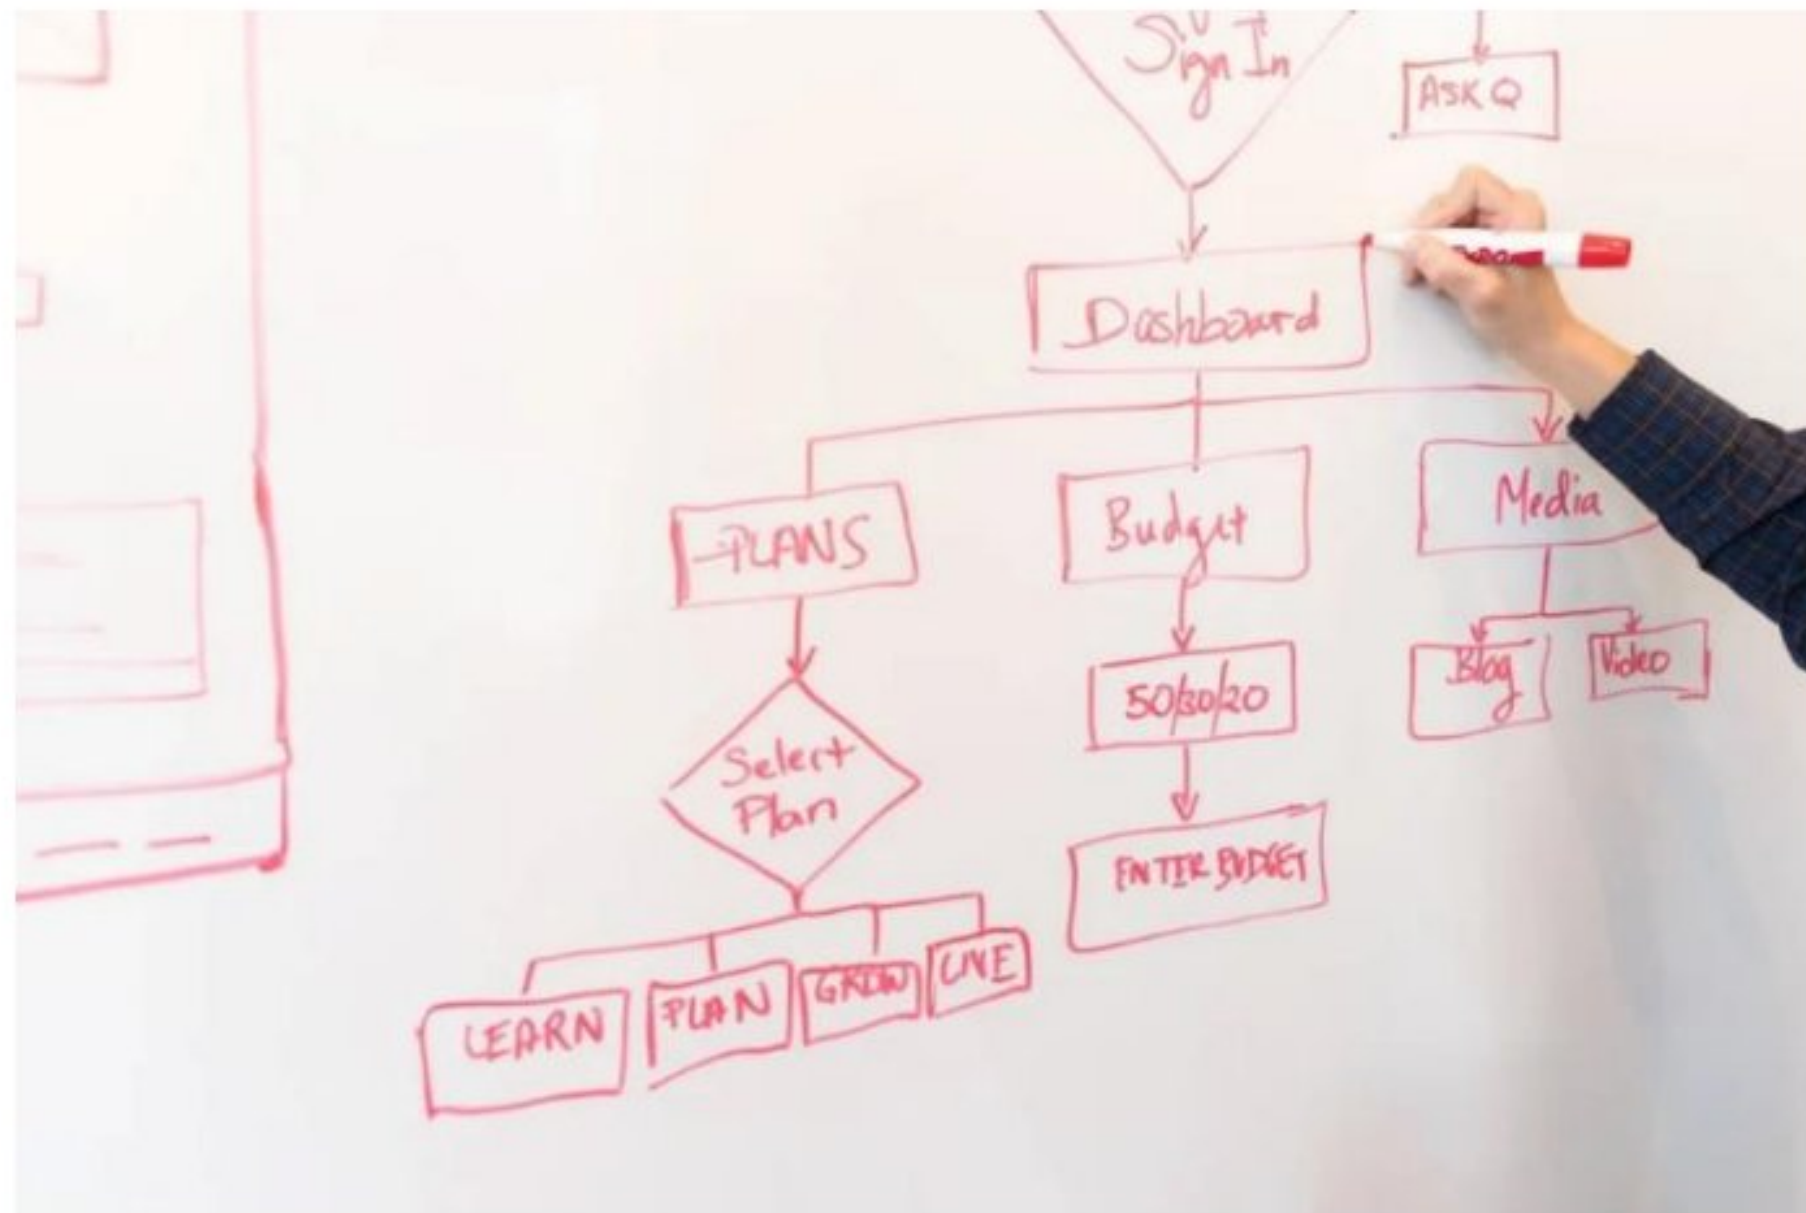 Sign In
ASK Q
Dashboard
PLANS
Budget
Media
50/30/20
Blog
Video
Select
Plan
ENTER BUDGET
LEARN
PLAN
GROW
LIVE